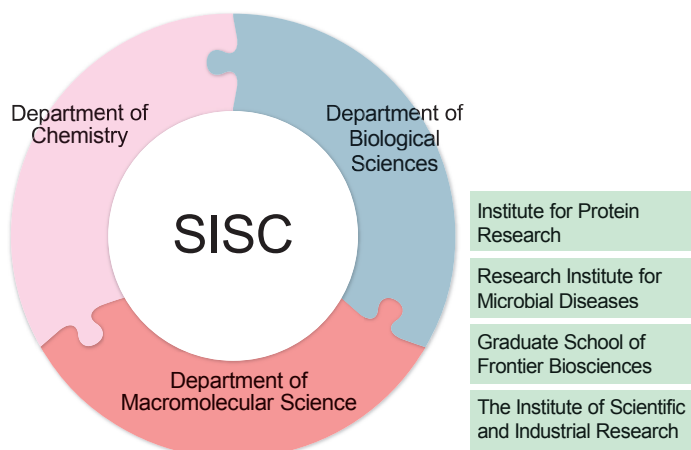 Department of
Chemistry
Department of
Biological
Sciences
SISC
Department of
Macromolecular Science
Institute for Protein
Research
Research Institute for
Microbial Diseases
Graduate School of
Frontier Biosciences
The Institute of Scientific
and Industrial Research